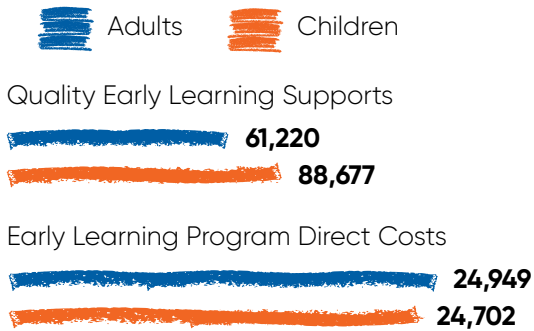 Adults Children
Quality Early Learning Supports
61,220
88,677
Early Learning Program Direct Costs
24,949
24,702